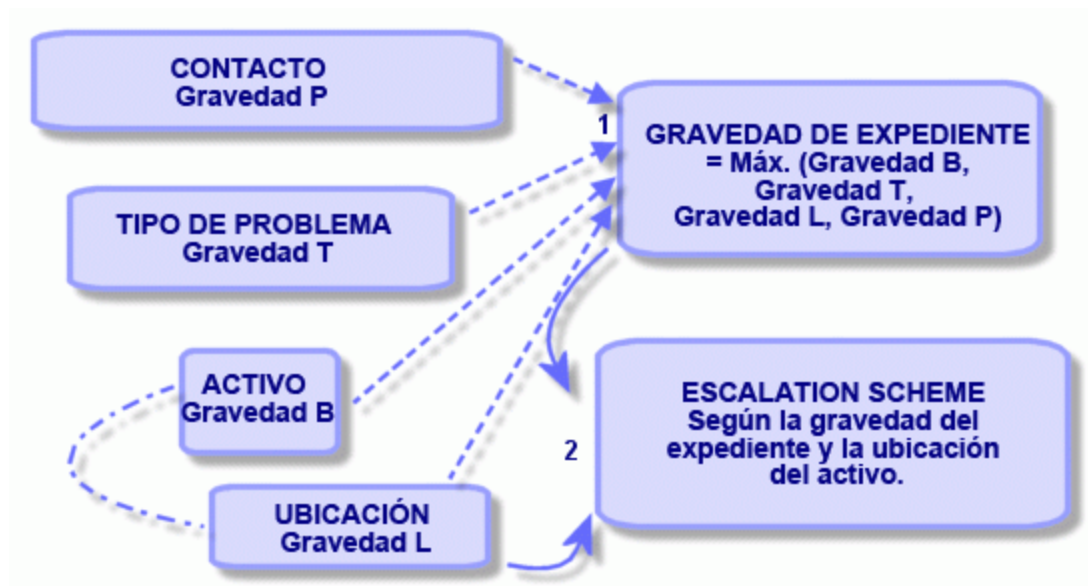 CONTACTO
Gravedad P
1
GRAVEDAD DE EXPEDIENTE
= Máx. (Gravedad B,
Gravedad T,
Gravedad L, Gravedad P)
TIPO DE PROBLEMA
Gravedad T
ACTIVO
Gravedad B
2
ESCALATION SCHEME
Según la gravedad del
expediente y la ubicación
del activo.
UBICACIÓN
Gravedad L